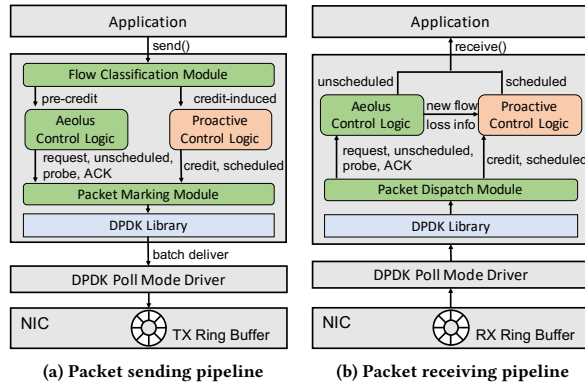 Application
send()
Flow Classification Module
pre-credit
credit-induced
Aeolus
Control Logic
Proactive
Control Logic
request, unscheduled,
probe, ACK
credit, scheduled
Packet Marking Module
DPDK Library
batch deliver
DPDK Poll Mode Driver
NIC
TX Ring Buffer
(a) Packet sending pipeline
Application
receive()
unscheduled
scheduled
Aeolus
Control Logic
new flow
loss info
Proactive
Control Logic
request, unscheduled,
probe, ACK
credit, scheduled
Packet Dispatch Module
DPDK Library
DPDK Poll Mode Driver
NIC
RX Ring Buffer
(b) Packet receiving pipeline